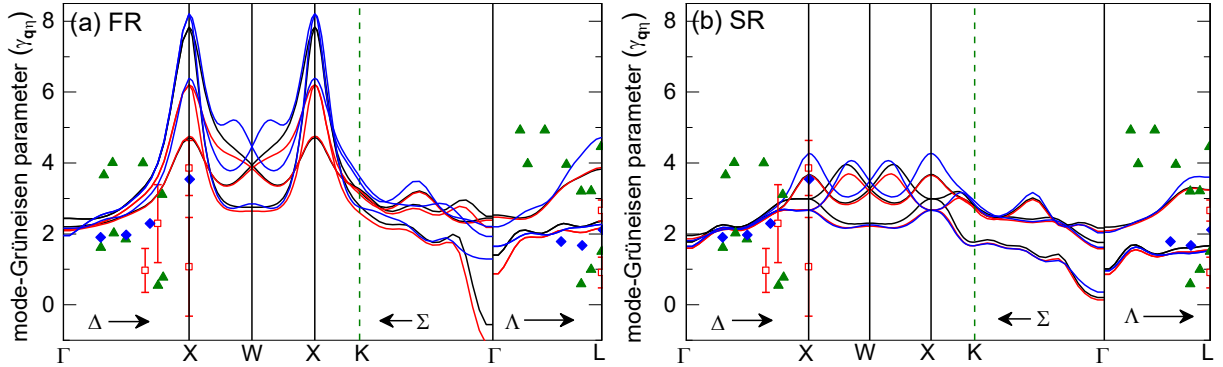 (a) FR
mode-Grüneisen parameter (γqη)
8
6
4
2
0
Δ
Σ
Λ
Γ X W X K Γ L
(b) SR
mode-Grüneisen parameter (γqη)
8
6
4
2
0
Δ
Σ
Λ
Γ X W X K Γ L